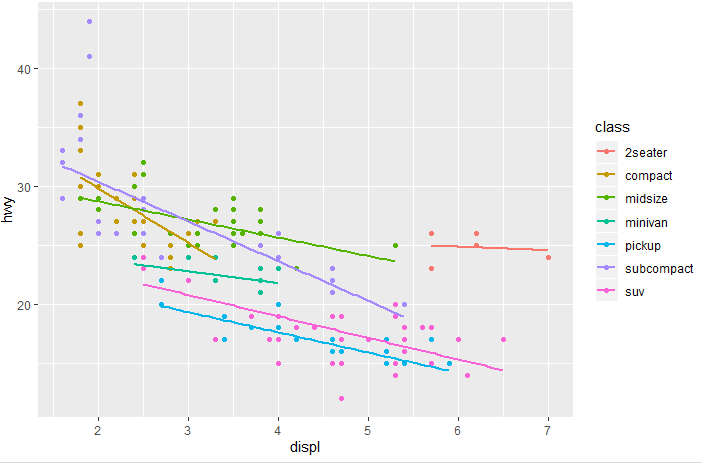 hwy
40
30
20
2
3
4
5
6
7
displ
class
2seater
compact
midsize
minivan
pickup
subcompact
suv